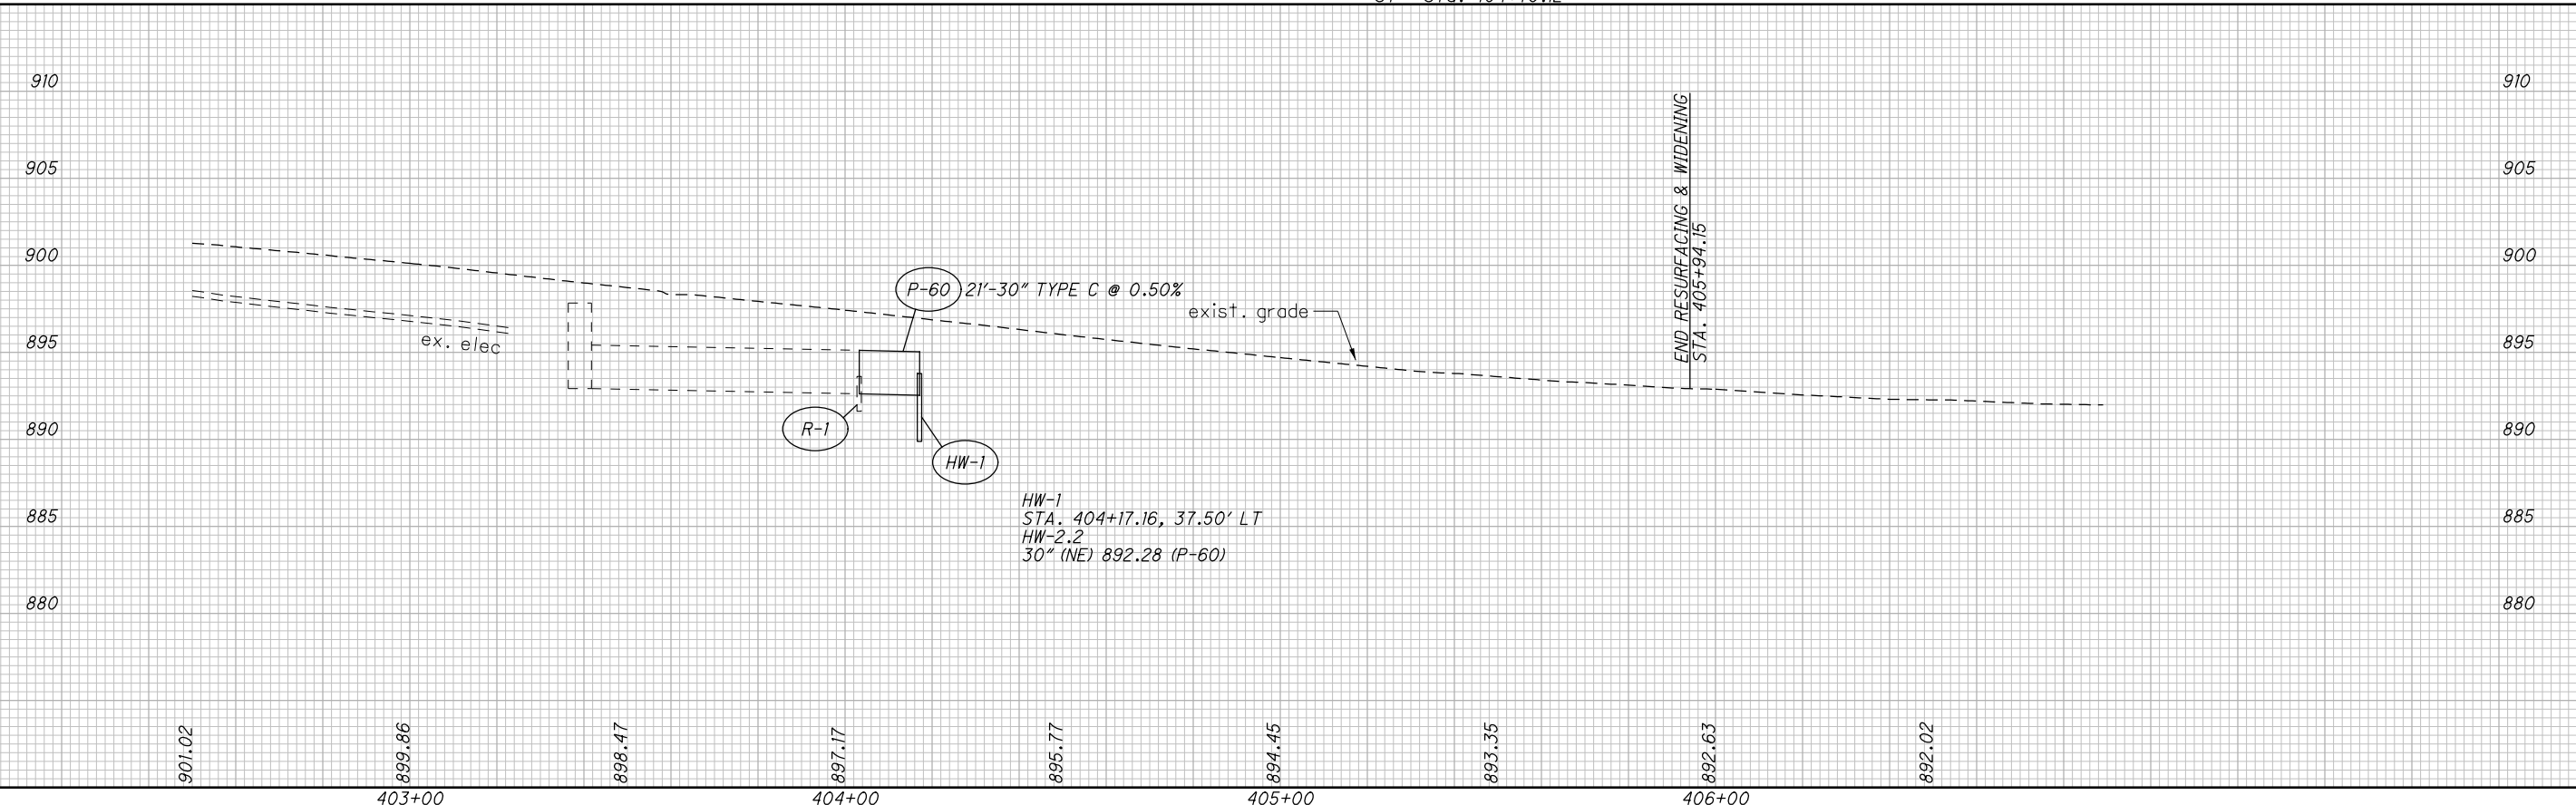 910
910
905
905
900
900
895
895
890
890
885
885
880
880
P-60
21'-30" TYPE C @ 0.50%
exist. grade
ex. elec
R-1
HW-1
HW-1
STA. 404+17.16, 37.50' LT
HW-2.2
30" (NE) 892.28 (P-60)
END RESURFACING & WIDENING
STA. 405+94.15
901.02
899.86
898.47
897.17
895.77
894.45
893.35
892.63
892.02
403+00
404+00
405+00
406+00